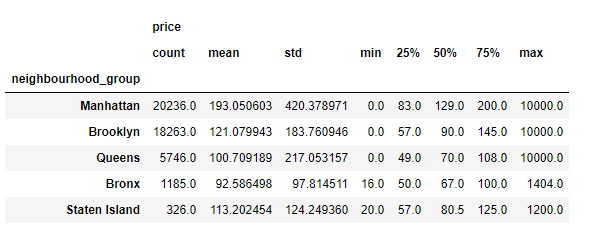 price
count mean std min 25% 50% 75% max
neighbourhood_group
Manhattan 20236.0 193.050603 420.378971 0.0 83.0 129.0 200.0 10000.0
Brooklyn 18263.0 121.079943 183.760946 0.0 57.0 90.0 145.0 10000.0
Queens 5746.0 100.709189 217.053157 0.0 49.0 70.0 108.0 10000.0
Bronx 1185.0 92.586498 97.814511 16.0 50.0 67.0 100.0 1404.0
Staten Island 326.0 113.202454 124.249360 20.0 57.0 80.5 125.0 1200.0